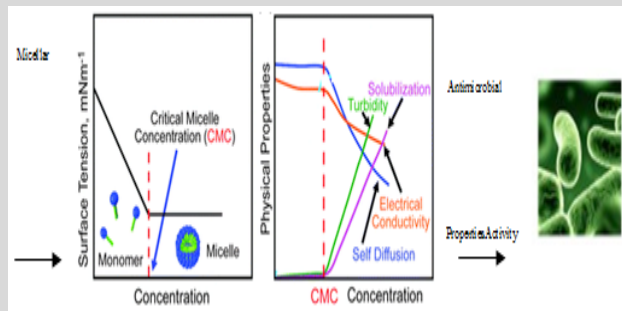 Micellar
Surface Tension, mNm-1
Critical Micelle
Concentration (CMC)
Monomer
Micelle
Concentration
Physical Properties
Solubilization
Turbidity
Electrical
Conductivity
Self Diffusion
CMC Concentration
Antimicrobial
PropertiesActivity